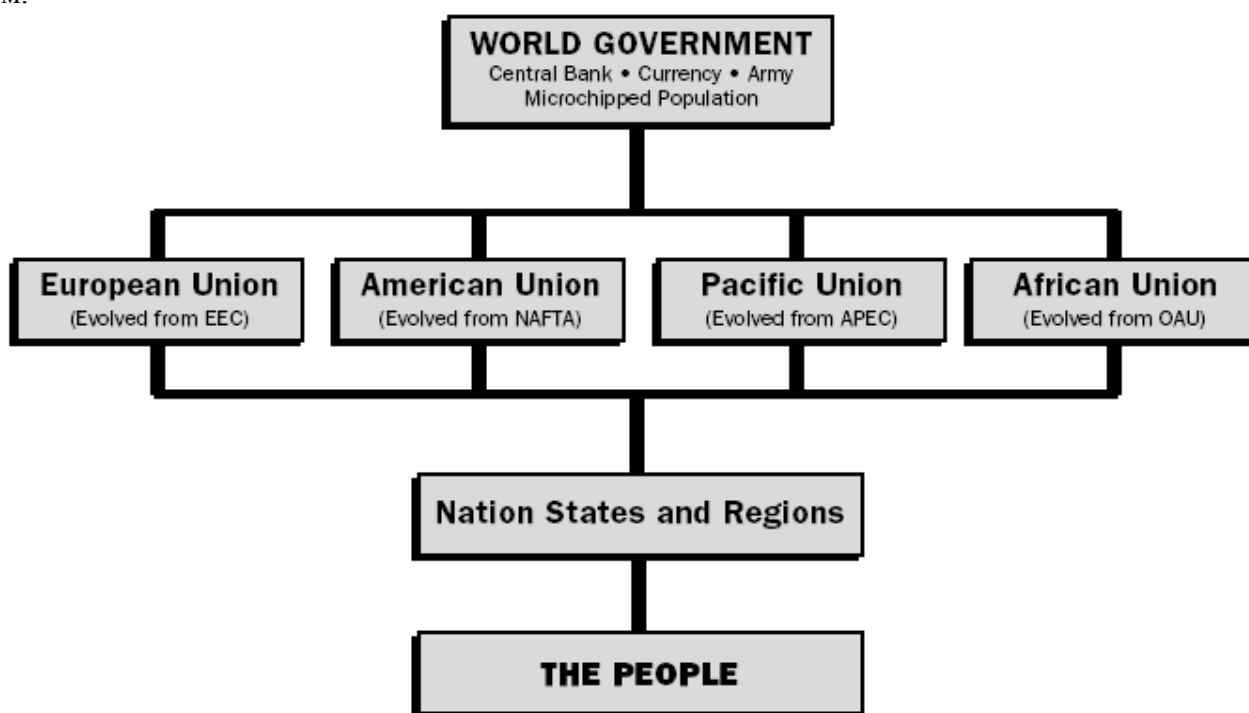 M.
WORLD GOVERNMENT
Central Bank • Currency • Army
Microchipped Population
European Union
(Evolved from EEC)
American Union
(Evolved from NAFTA)
Pacific Union
(Evolved from APEC)
African Union
(Evolved from OAU)
Nation States and Regions
THE PEOPLE